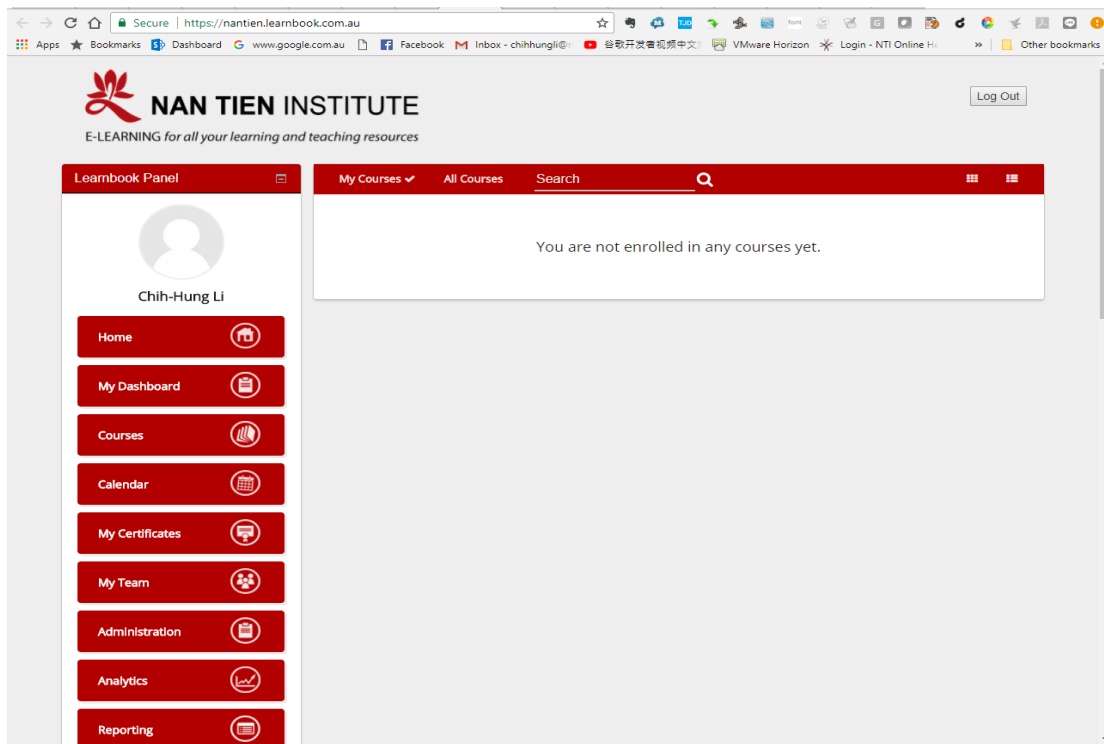 Secure | https://nantien.learnbook.com.au
Apps Bookmarks Dashboard www.google.com.au Facebook Inbox - chihhungli@ 谷歌开发者视频中文 VMware Horizon Login - NTI Online He » Other bookmarks
NAN TIEN INSTITUTE
E-LEARNING for all your learning and teaching resources
Log Out
Learnbook Panel
My Courses All Courses Search
You are not enrolled in any courses yet.
Chih-Hung Li
Home
My Dashboard
Courses
Calendar
My Certificates
My Team
Administration
Analytics
Reporting